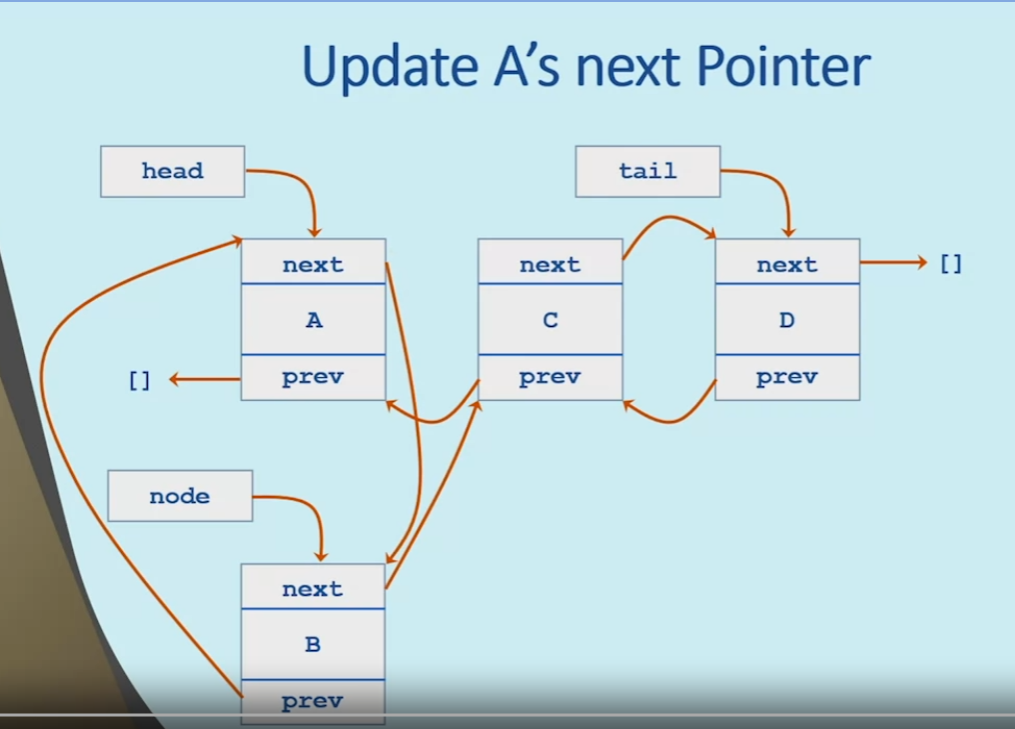 Update A's next Pointer
head
tail
next
next
next
[]
A
C
D
[]
prev
prev
prev
node
next
B
prev